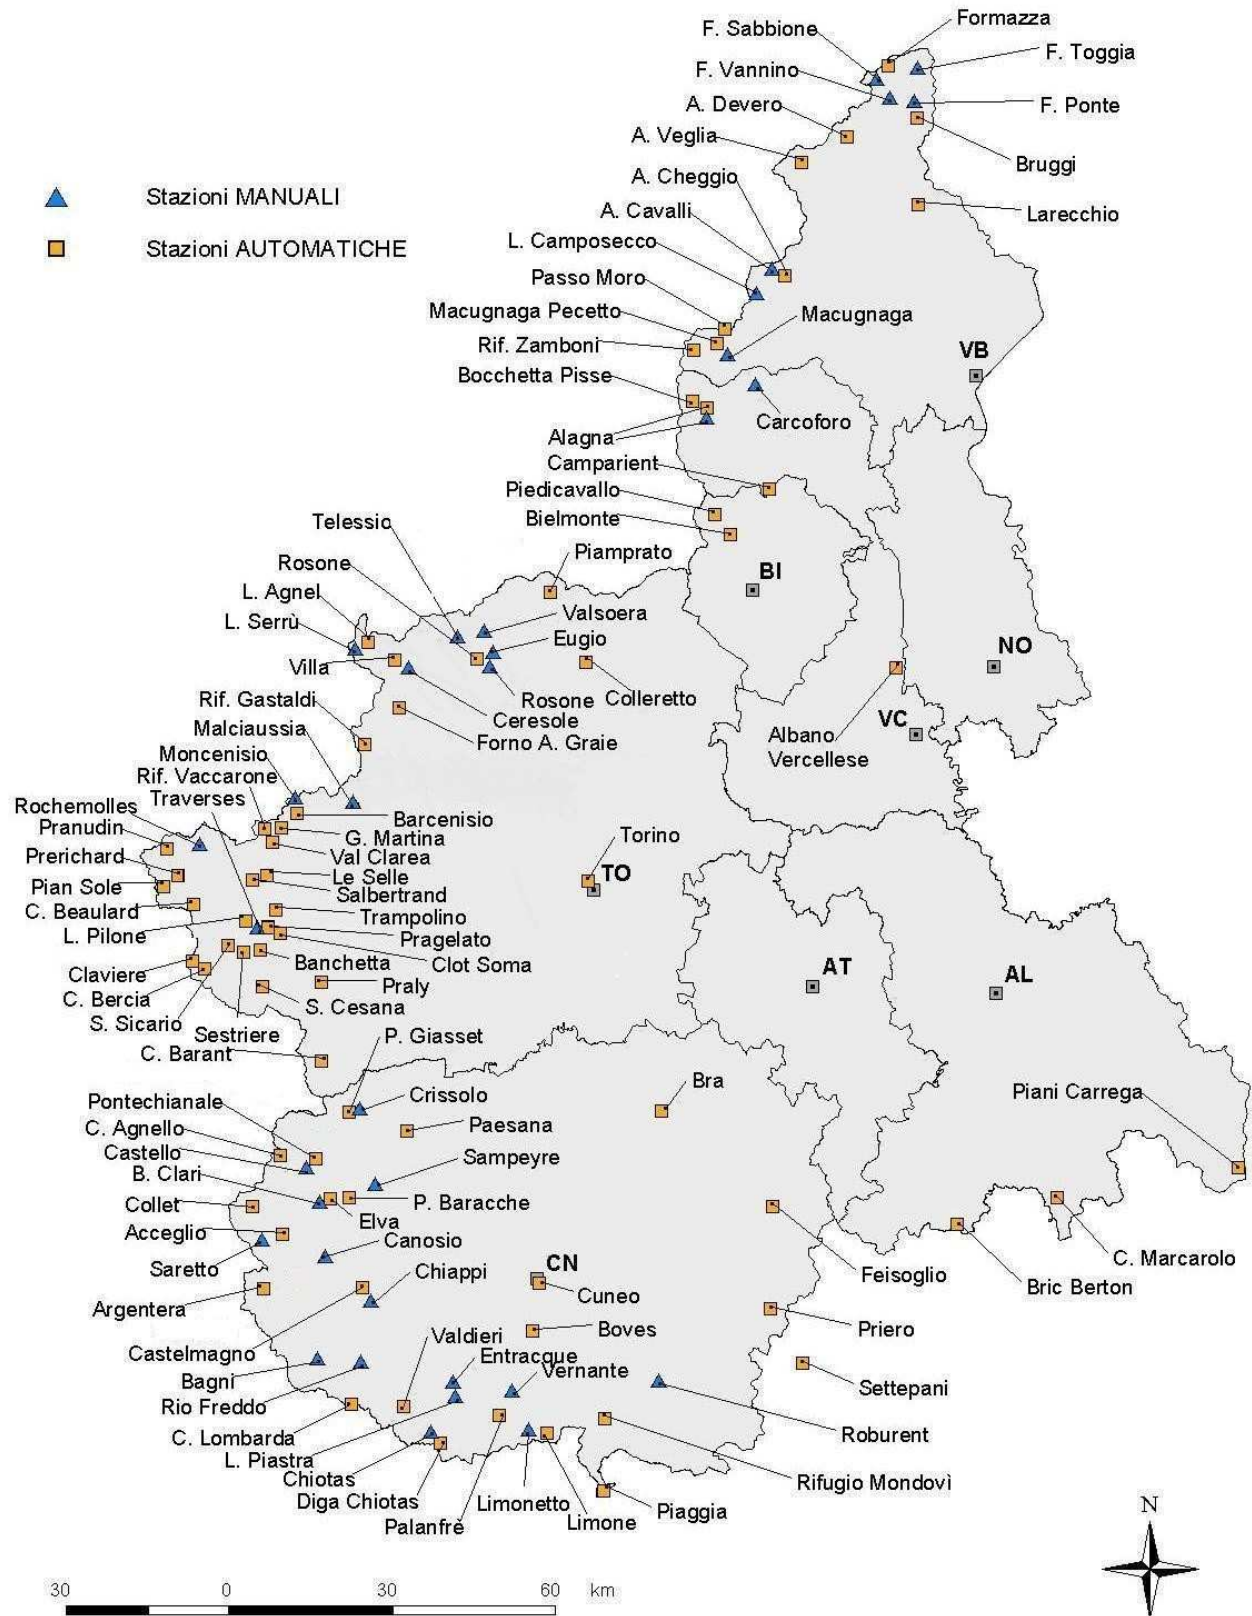 Formazza
F. Sabbione
F. Toggia
F. Vannino
A. Devero
F. Ponte
A. Veglia
Bruggi
A. Cheggio
Stazioni MANUALI
A. Cavalli
Larecchio
L. Camposecco
Stazioni AUTOMATICHE
Passo Moro
Macugnaga Pecetto
Macugnaga
Rif. Zamboni
VB
Bocchetta Pisse
Carcoforo
Alagna
Camparient
Piedicavallo
Bielmonte
Telessio
Piamprato
Rosone
BI
L. Agnel
Valsoera
L. Serrù
Eugio
NO
Villa
Rosone
Colleretto
Rif. Gastaldi
Ceresole
VC
Malciaussia
Forno A. Graie
Albano
Vercellese
Moncenisio
Rif. Vaccarone
Traverses
Rochemolles
Barcenisio
Pranudin
G. Martina
Torino
Prerichard
Val Clarea
TO
Le Selle
Pian Sole
Salbertrand
C. Beaulard
Trampolino
L. Pilone
Pragelato
Clot Soma
Banchetta
AT
Claviere
AL
Praly
C. Bercia
S. Cesana
S. Sicario
Sestriere
P. Giasset
C. Barant
Bra
Piani Carrega
Crissolo
Pontechianale
Paesana
C. Agnello
Castello
Sampeyre
B. Clari
P. Baracche
Collet
Elva
Acceglio
Canosio
Saretto
CN
C. Marcarolo
Chiappi
Feisoglio
Bric Berton
Argentera
Cuneo
Boves
Priero
Valdieri
Castelmagno
Entracque
Vernante
Bagni
Settepani
Rio Freddo
Roburent
C. Lombarda
L. Piastra
Chiotas
Rifugio Mondovì
Diga Chiotas
Limonetto
Piaggia
Palanfrè
Limone
N
30 0 30 60 km